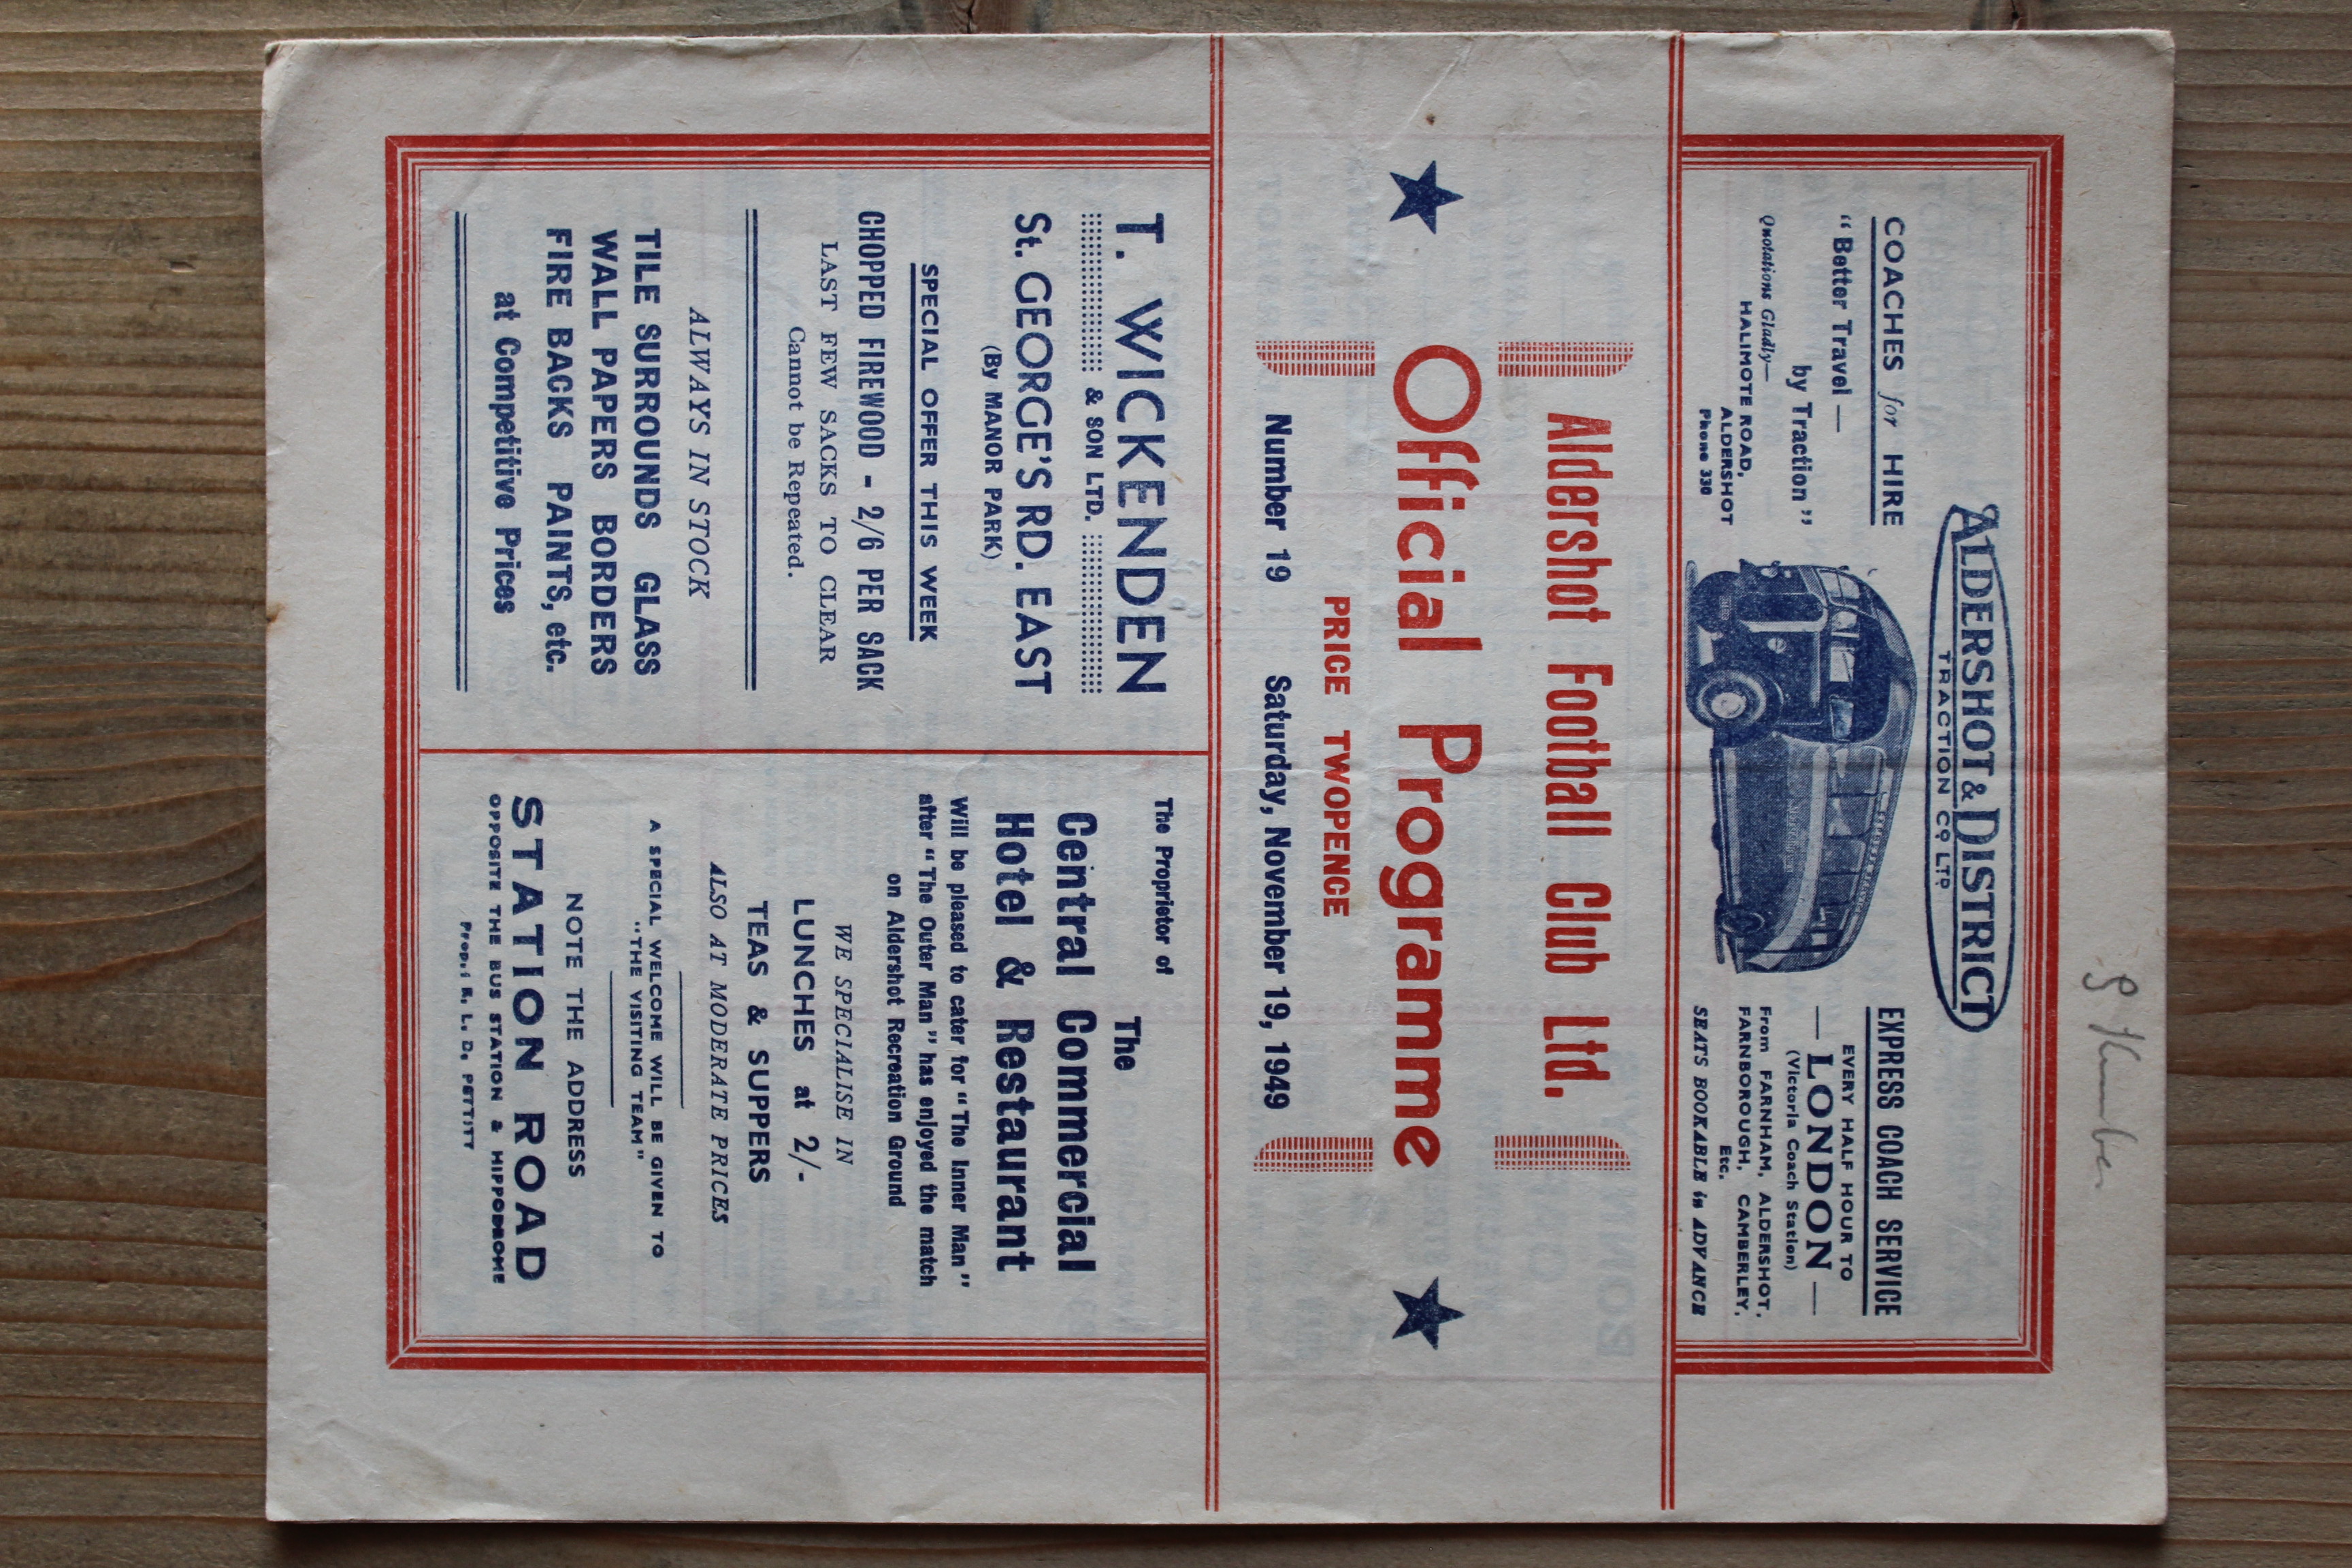 S Humber
ALDERSHOT & DISTRICT
TRACTION CO LTD
COACHES for HIRE
"Better Travel —
by Traction"
Quotations Gladly—
HALIMOTE ROAD,
ALDERSHOT
Phone 330
EXPRESS COACH SERVICE
EVERY HALF HOUR TO
— LONDON —
(Victoria Coach Station)
From FARNHAM, ALDERSHOT,
FARNBOROUGH, CAMBERLEY,
Etc.
SEATS BOOKABLE in ADVANCE
Aldershot Football Club Ltd.
Official Programme
PRICE TWOPENCE
Number 19 Saturday, November 19, 1949
T. WICKENDEN
& SON LTD.
St. GEORGE'S RD. EAST
(By MANOR PARK)
SPECIAL OFFER THIS WEEK
CHOPPED FIREWOOD - 2/6 PER SACK
LAST FEW SACKS TO CLEAR
Cannot be Repeated.
ALWAYS IN STOCK
TILE SURROUNDS GLASS
WALL PAPERS BORDERS
FIRE BACKS PAINTS, etc.
at Competitive Prices
The Proprietor of
The
Central Commercial
Hotel & Restaurant
Will be pleased to cater for "The Inner Man"
after "The Outer Man" has enjoyed the match
on Aldershot Recreation Ground
WE SPECIALISE IN
LUNCHES at 2/-
TEAS & SUPPERS
ALSO AT MODERATE PRICES
A SPECIAL WELCOME WILL BE GIVEN TO
"THE VISITING TEAM"
NOTE THE ADDRESS
STATION ROAD
OPPOSITE THE BUS STATION & HIPPODROME
Prop.: R. L. D. PETTITT